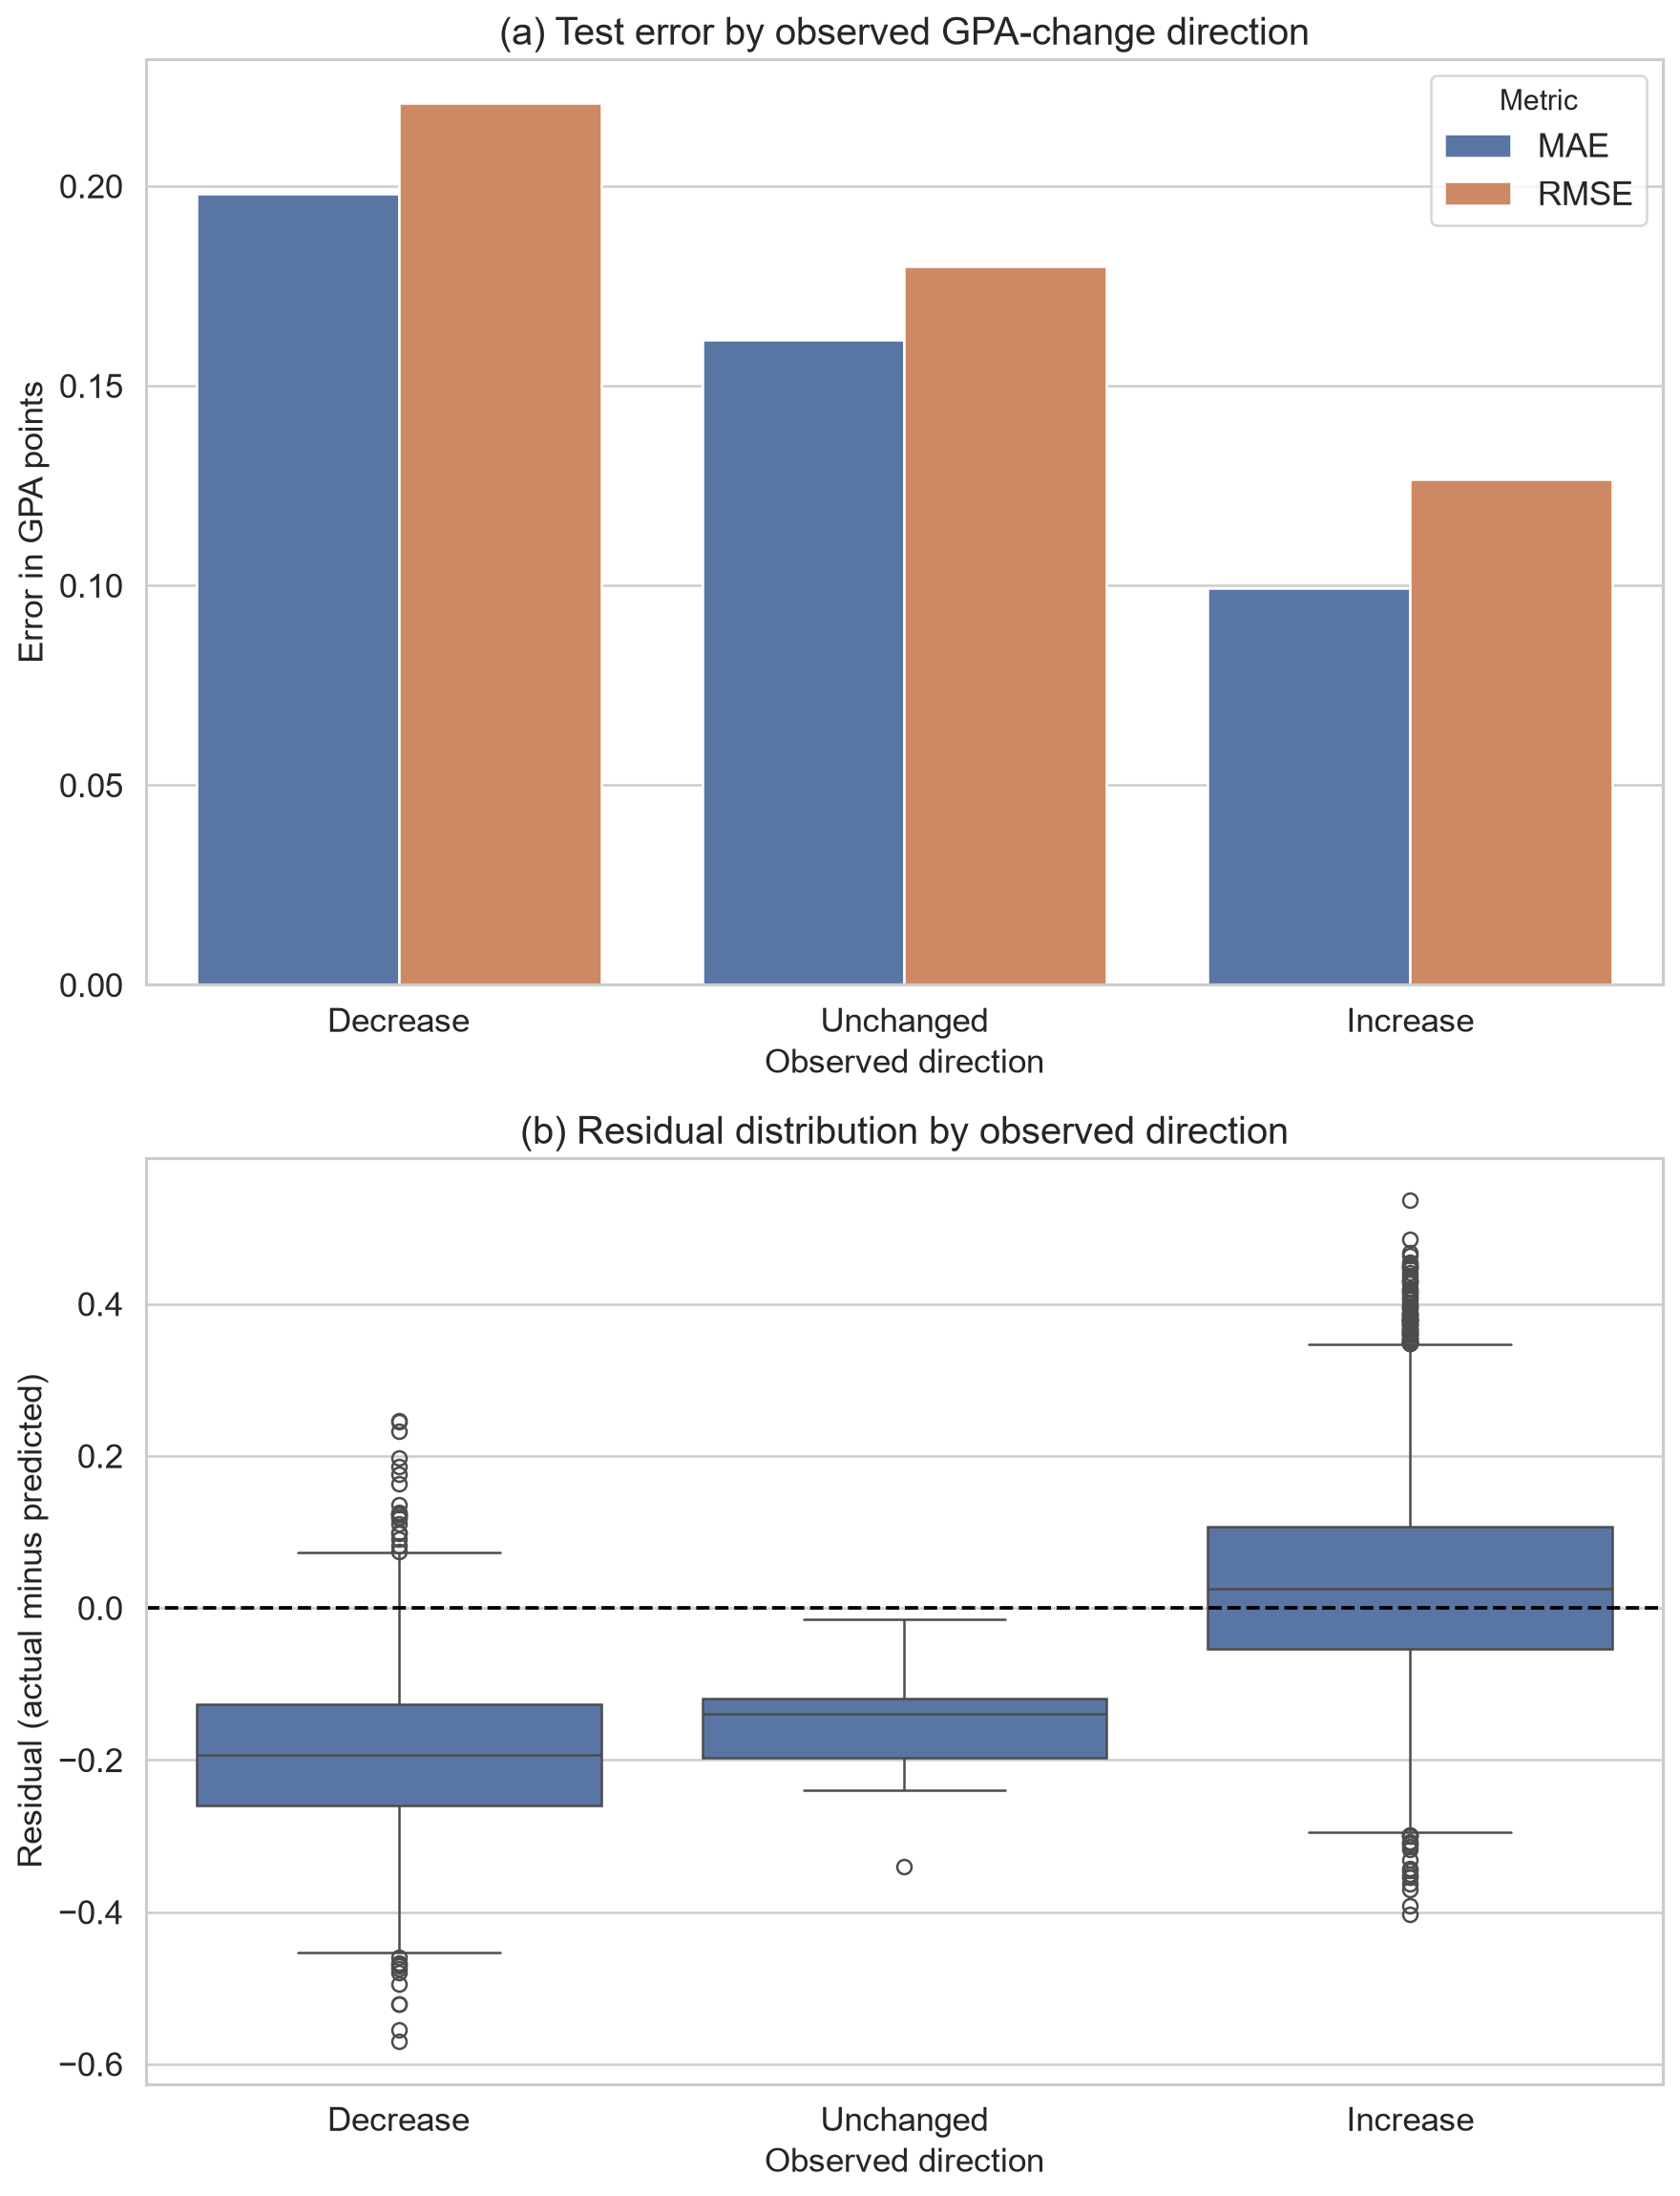 (a) Test error by observed GPA-change direction
Metric
MAE
RMSE
Error in GPA points
0.20
0.15
0.10
0.05
0.00
Decrease
Unchanged
Increase
Observed direction
(b) Residual distribution by observed direction
Residual (actual minus predicted)
0.4
0.2
0.0
−0.2
−0.4
−0.6
Decrease
Unchanged
Increase
Observed direction